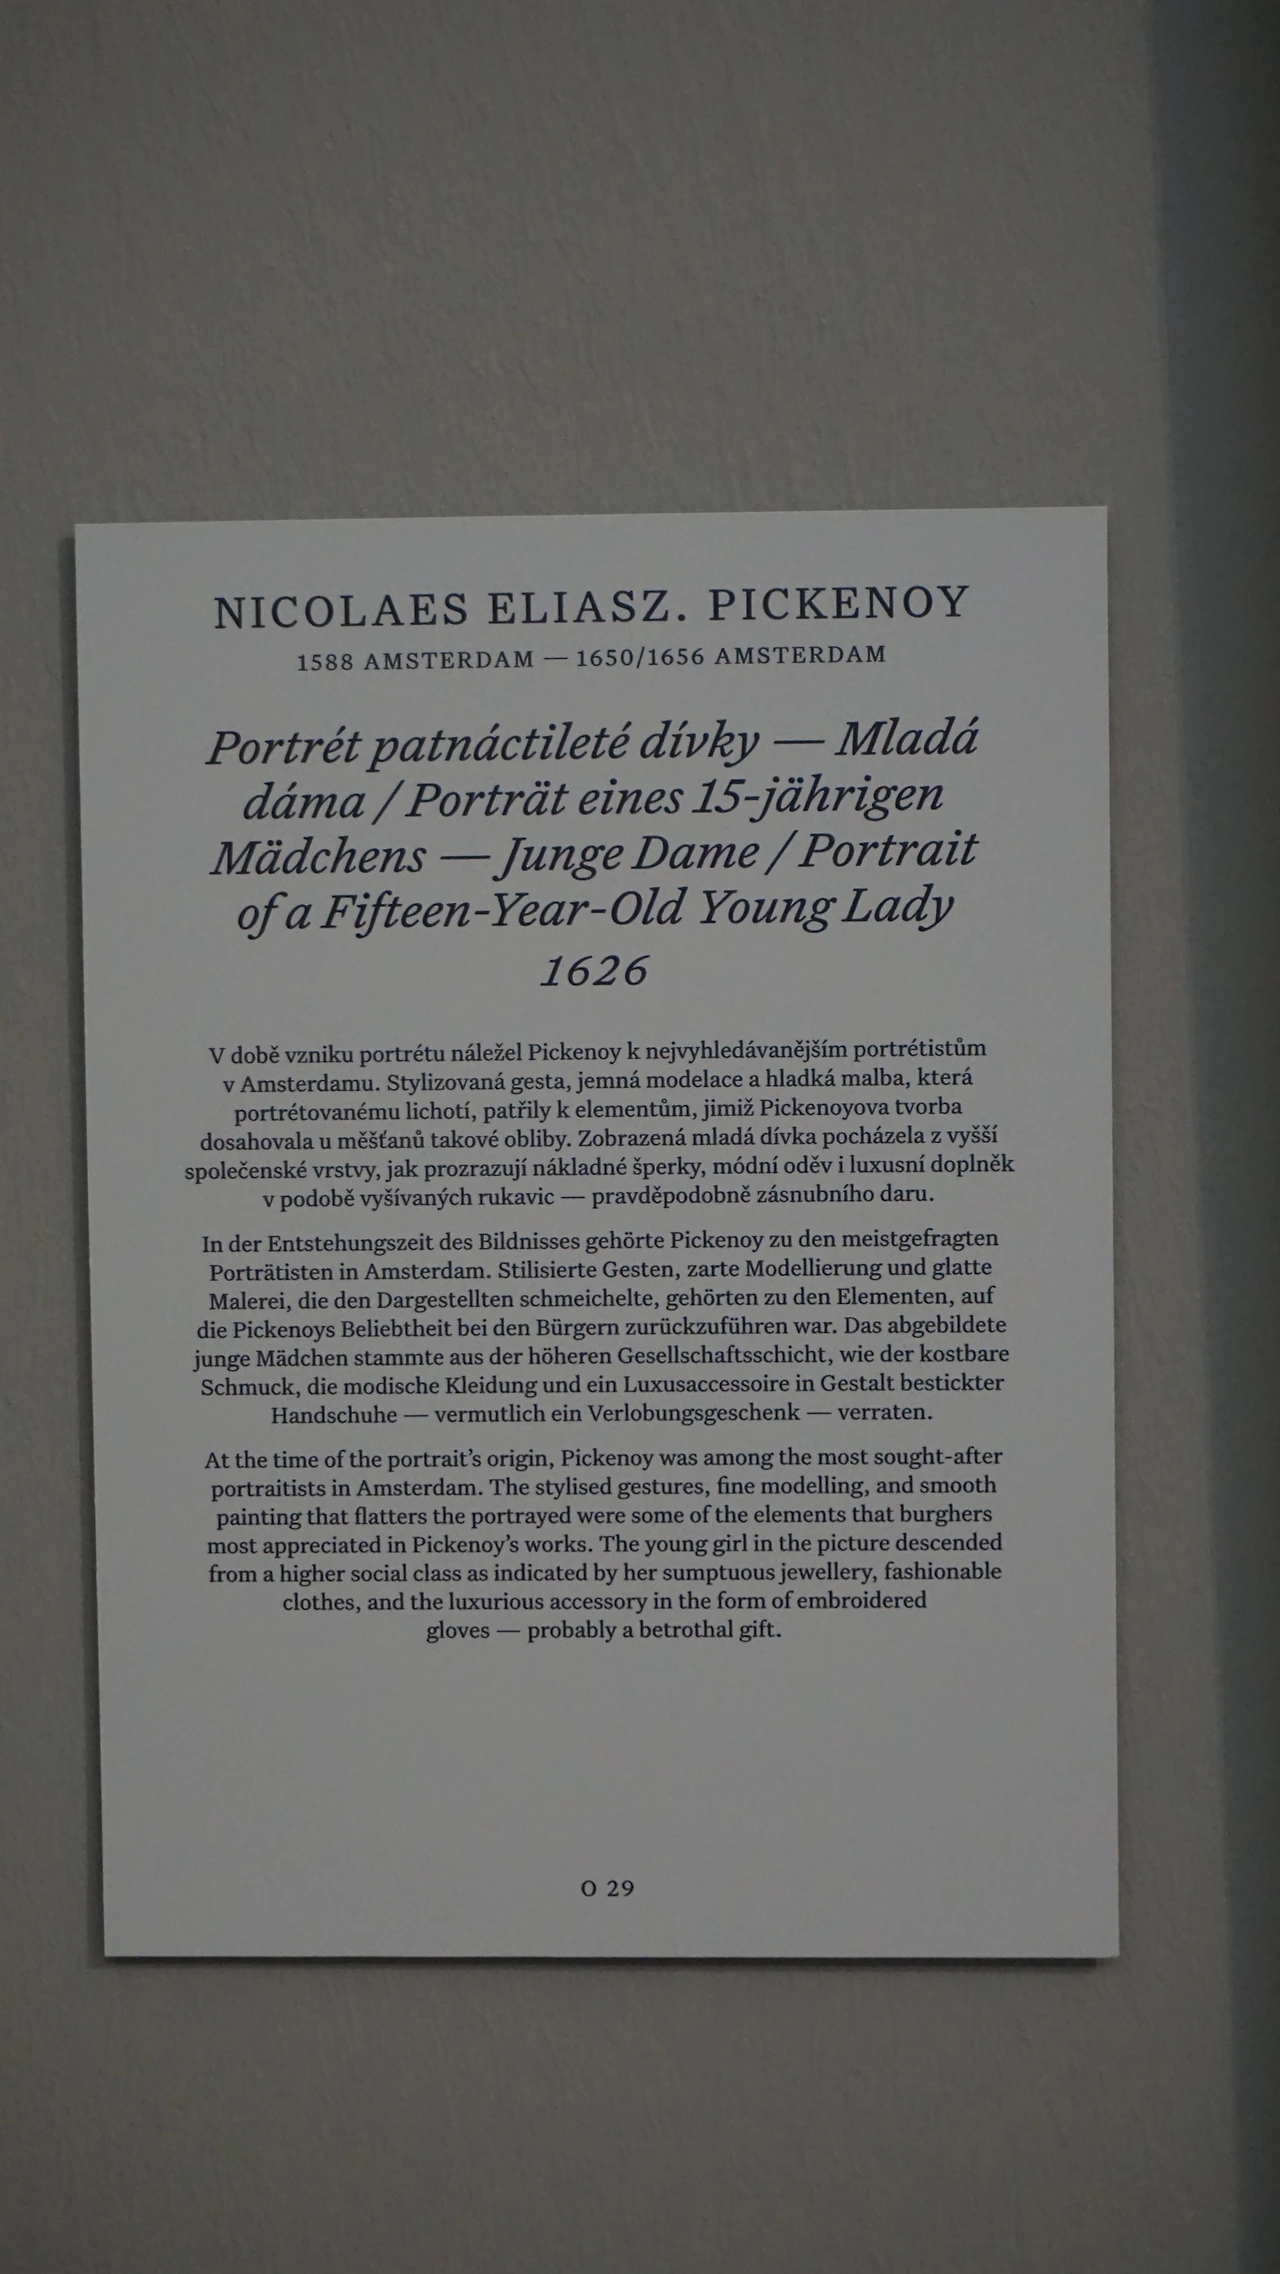 NICOLAES ELIASZ. PICKENOY
1588 AMSTERDAM — 1650/1656 AMSTERDAM
Portrét patnáctileté dívky — Mladá
dáma / Porträt eines 15-jährigen
Mädchens — Junge Dame / Portrait
of a Fifteen-Year-Old Young Lady
1626
V době vzniku portrétu náležel Pickenoy k nejvyhledávanějším portrétistům
v Amsterdamu. Stylizovaná gesta, jemná modelace a hladká malba, která
portrétovanému lichotí, patřily k elementům, jimiž Pickenoyova tvorba
dosahovala u měšťanů takové obliby. Zobrazená mladá dívka pocházela z vyšší
společenské vrstvy, jak prozrazují nákladné šperky, módní oděv i luxusní doplněk
v podobě vyšívaných rukavic — pravděpodobně zásnubního daru.
In der Entstehungszeit des Bildnisses gehörte Pickenoy zu den meistgefragten
Porträtisten in Amsterdam. Stilisierte Gesten, zarte Modellierung und glatte
Malerei, die den Dargestellten schmeichelte, gehörten zu den Elementen, auf
die Pickenoys Beliebtheit bei den Bürgern zurückzuführen war. Das abgebildete
junge Mädchen stammte aus der höheren Gesellschaftsschicht, wie der kostbare
Schmuck, die modische Kleidung und ein Luxusaccessoire in Gestalt bestickter
Handschuhe — vermutlich ein Verlobungsgeschenk — verraten.
At the time of the portrait’s origin, Pickenoy was among the most sought-after
portraitists in Amsterdam. The stylised gestures, fine modelling, and smooth
painting that flatters the portrayed were some of the elements that burghers
most appreciated in Pickenoy’s works. The young girl in the picture descended
from a higher social class as indicated by her sumptuous jewellery, fashionable
clothes, and the luxurious accessory in the form of embroidered
gloves — probably a betrothal gift.
O 29